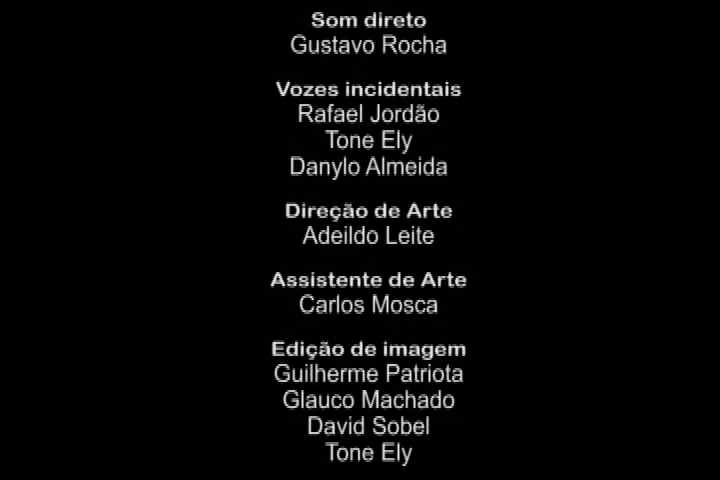 Som direto
Gustavo Rocha
Vozes incidentais
Rafael Jordão
Tone Ely
Danylo Almeida
Direção de Arte
Adeildo Leite
Assistente de Arte
Carlos Mosca
Edição de imagem
Guilherme Patriota
Glauco Machado
David Sobel
Tone Ely